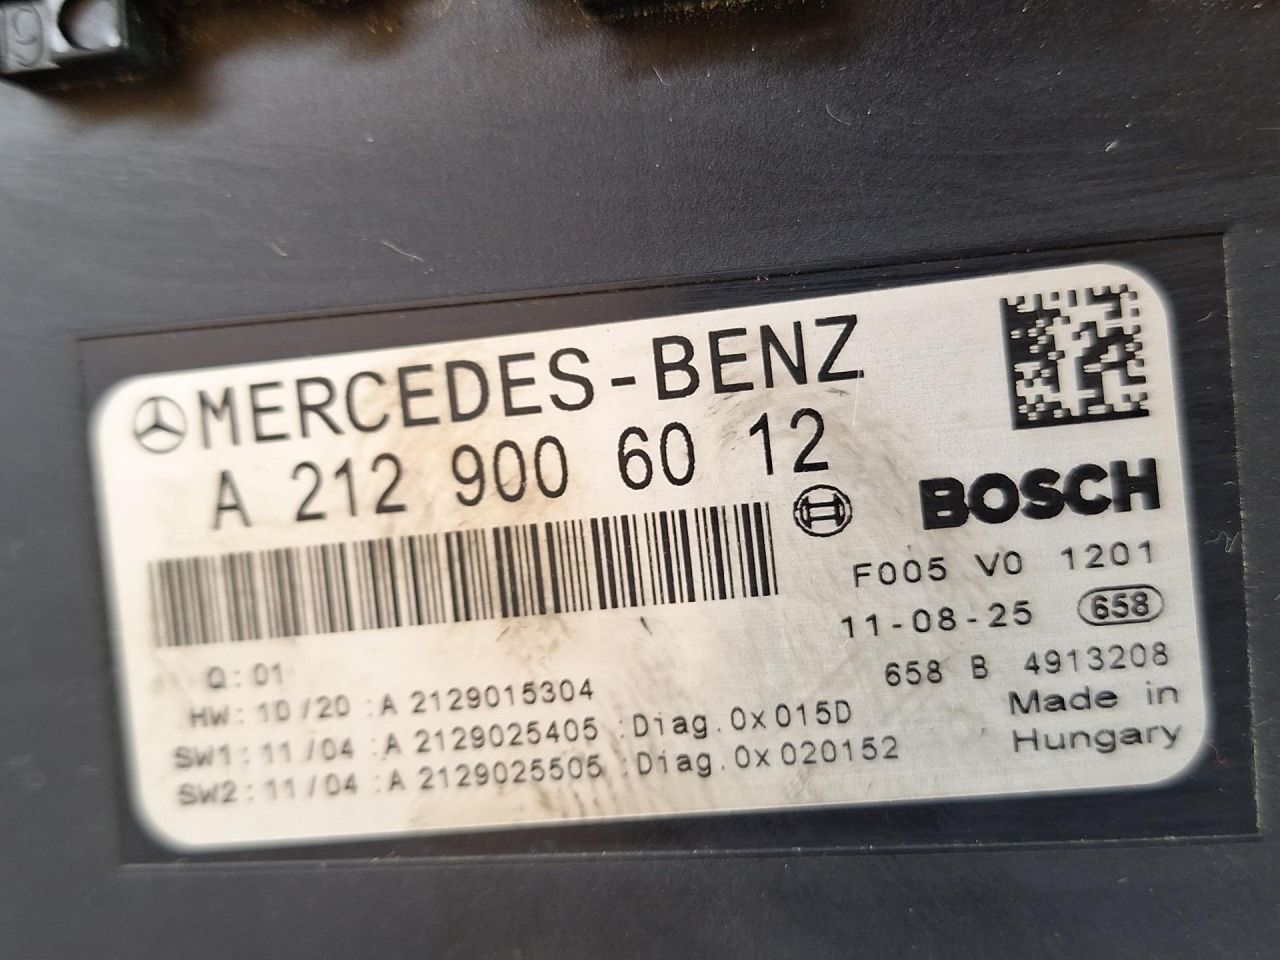 19
MERCEDES-BENZ
A 212 900 60 12
BOSCH
F005 V0 1201
11-08-25 658
658 B 4913208
Q:01
HW:10/20 :A 2129015304
SW1:11/04 :A 2129025405 :Diag.0x015D
SW2:11/04 :A 2129025505 :Diag.0x020152
Made in
Hungary